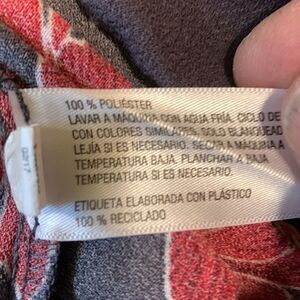 100 % POLIÉSTER
LAVAR A MÁQUINA CON AGUA FRÍA. CICLO DE
CON COLORES SIMILARES. SOLO BLANQUEAD
LEJÍA SI ES NECESARIO. SECAR A MÁQUINA A
TEMPERATURA BAJA. PLANCHAR A BAJA
TEMPERATURA SI ES NECESARIO.
ETIQUETA ELABORADA CON PLÁSTICO
100 % RECICLADO